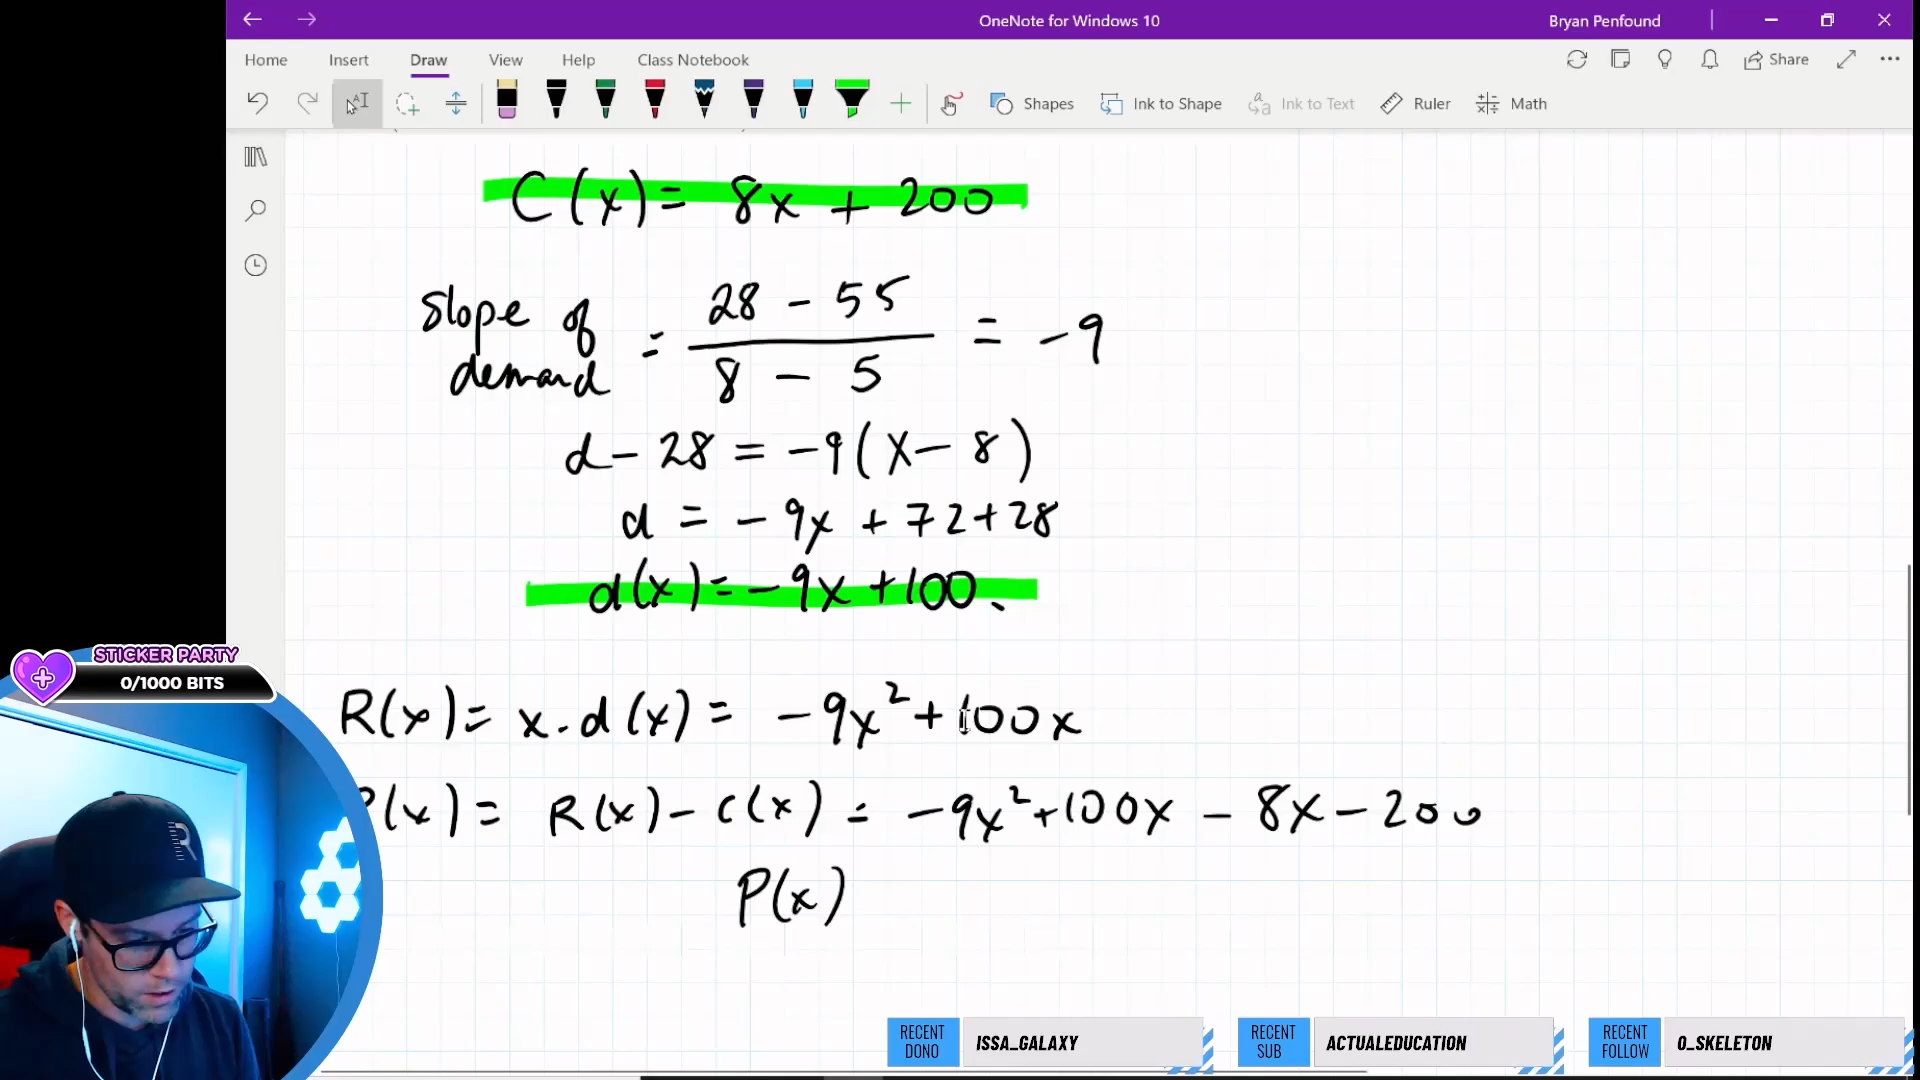 OneNote for Windows 10
Bryan Penfound
Home Insert Draw View Help Class Notebook
Share
Shapes Ink to Shape Ink to Text Ruler Math
C(x) = 8x + 200
slope of demand = 28 - 55 / 8 - 5 = -9
d - 28 = -9(x - 8)
d = -9x + 72 + 28
d(x) = -9x + 100.
R(x) = x · d(x) = -9x² + 100x
P(x) = R(x) - C(x) = -9x² + 100x - 8x - 200
P(x)
STICKER PARTY
0/1000 BITS
RECENT DONO
ISSA_GALAXY
RECENT SUB
ACTUALEDUCATION
RECENT FOLLOW
O_SKELETON